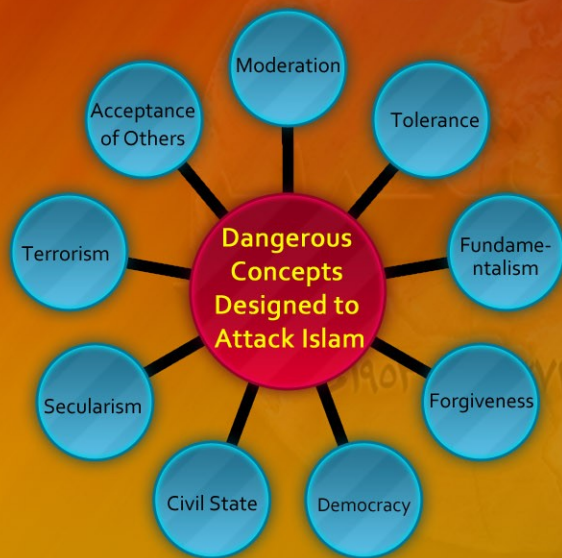 Dangerous
Concepts
Designed to
Attack Islam
Moderation
Tolerance
Fundame-
ntalism
Forgiveness
Democracy
Civil State
Secularism
Terrorism
Acceptance
of Others